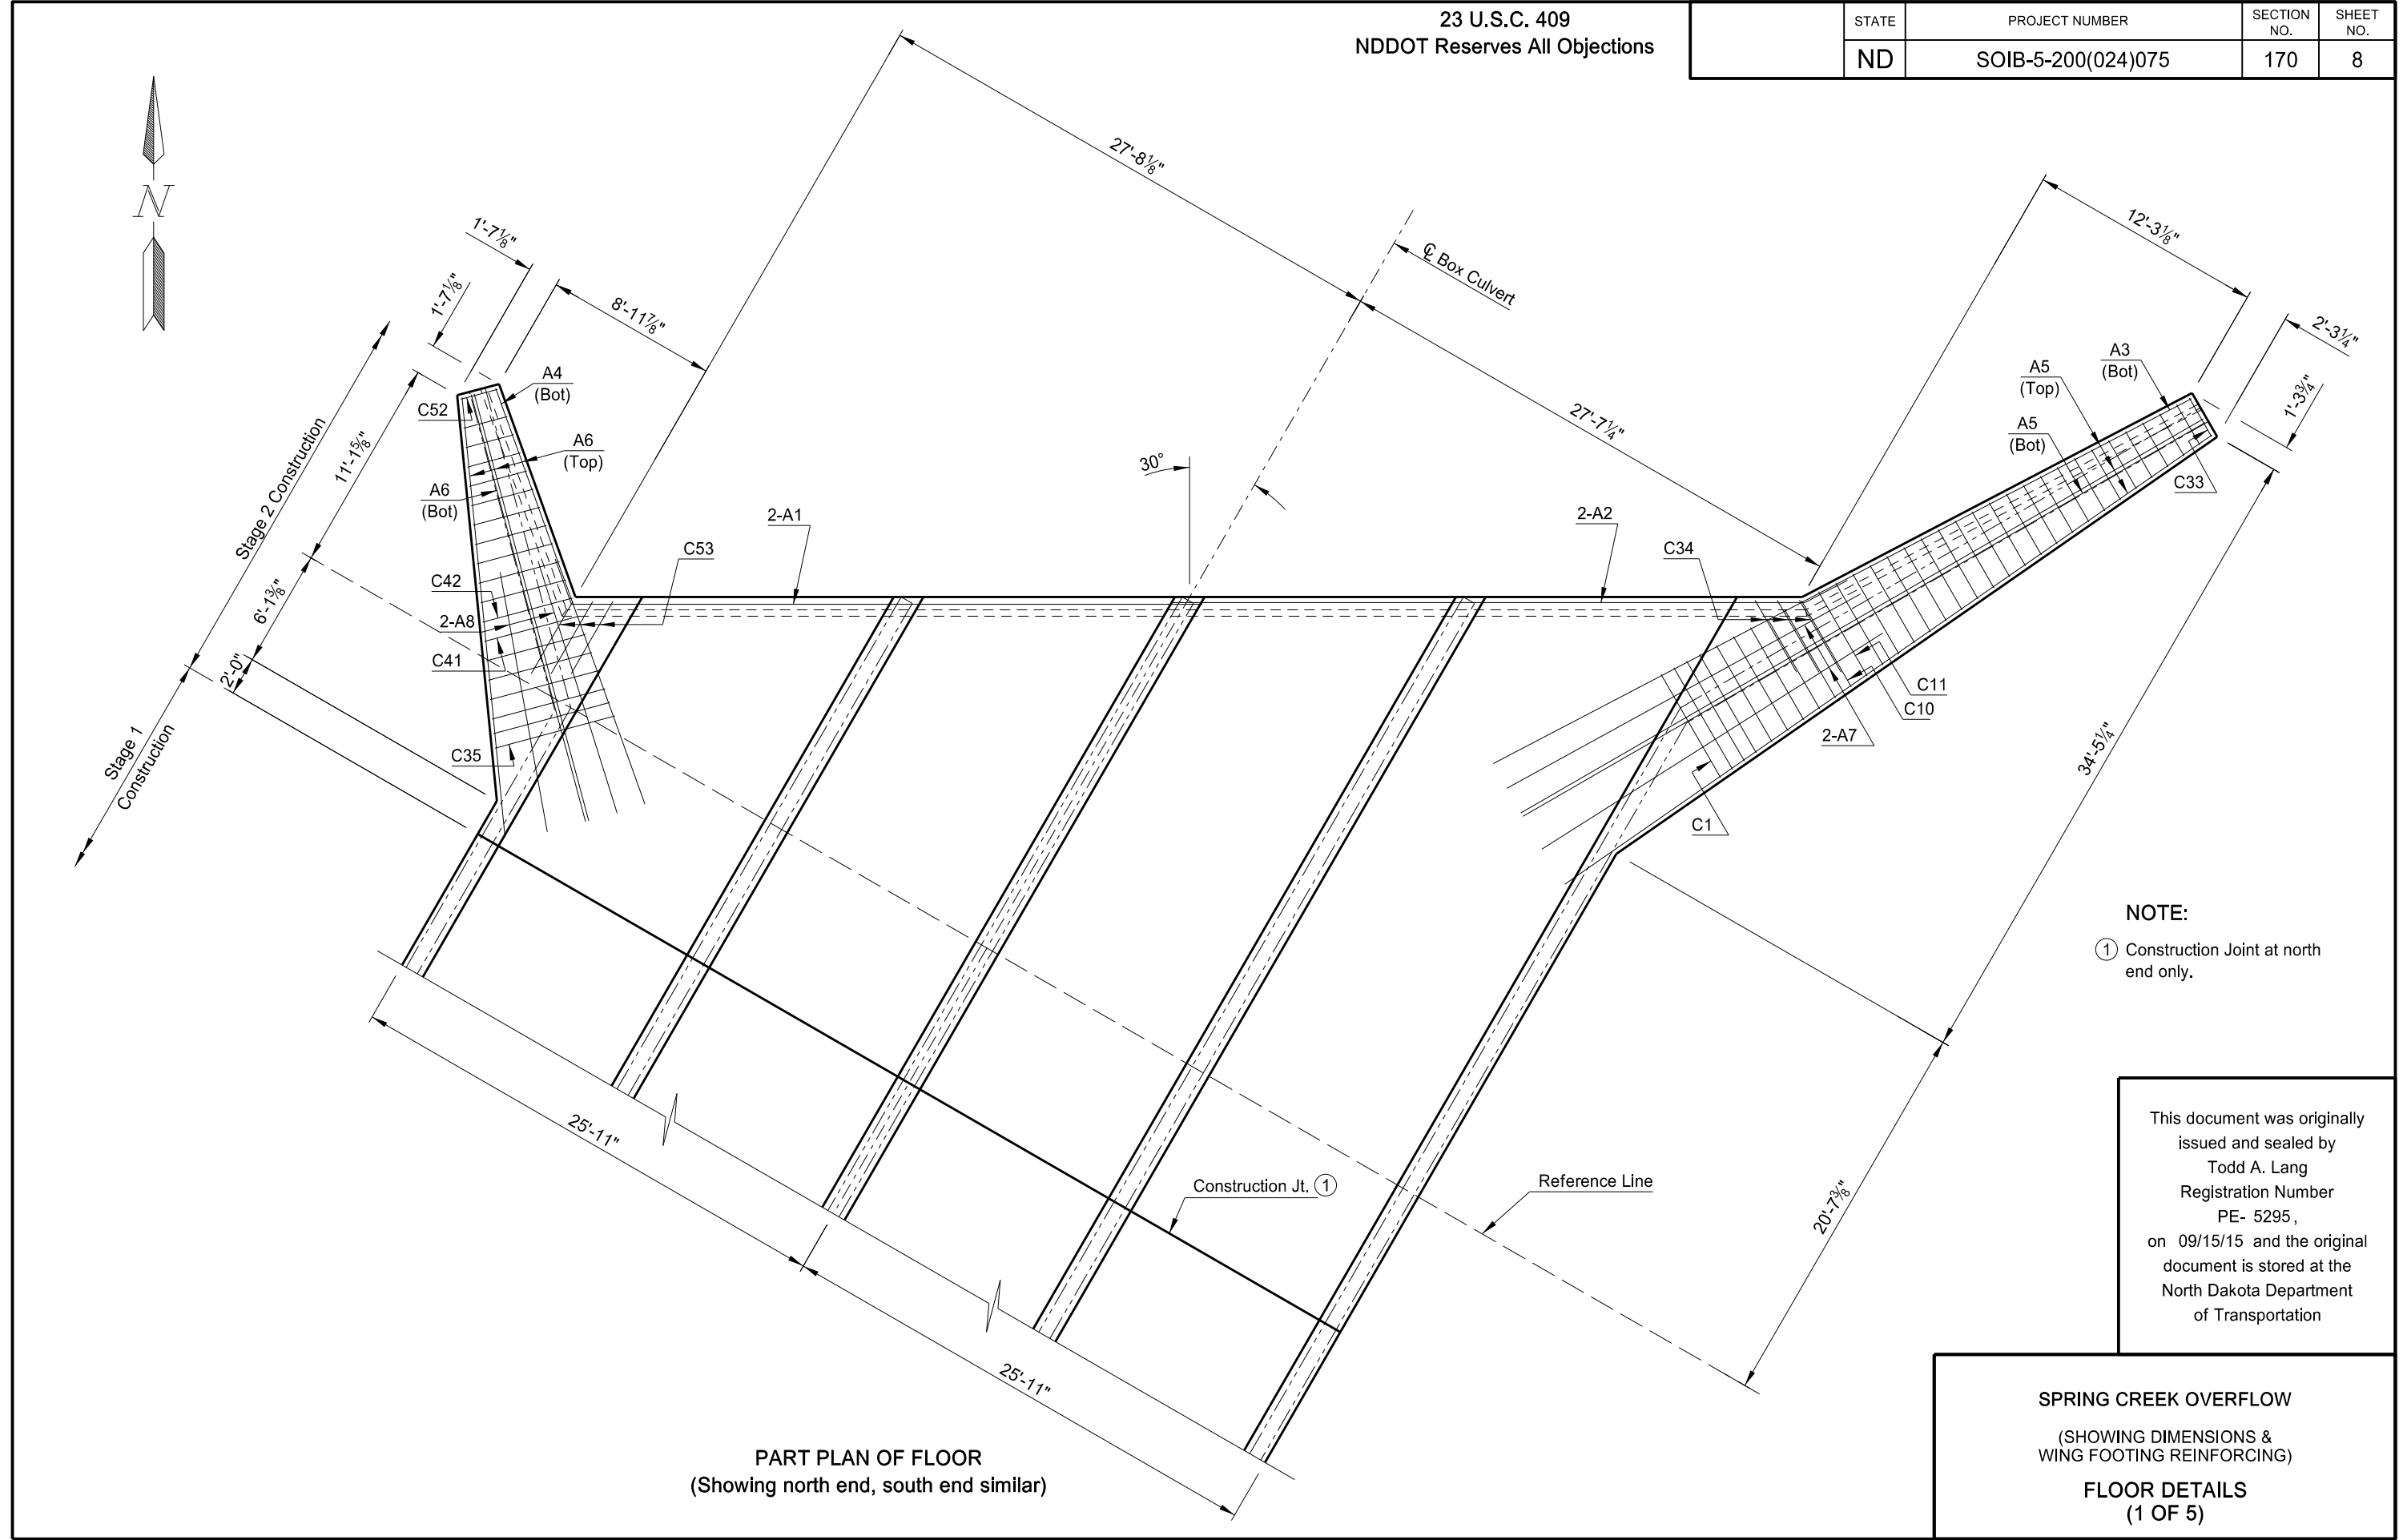 23 U.S.C. 409
NDDOT Reserves All Objections
STATE
PROJECT NUMBER
SECTION NO.
SHEET NO.
ND
SOIB-5-200(024)075
170
8
N
27'-8⅛"
℄ Box Culvert
12'-3⅛"
2'-3¼"
1'-3¾"
1'-7⅛"
1'-7⅛"
8'-11⅞"
A4
(Bot)
C52
A6
(Top)
A6
(Bot)
Stage 2 Construction
11'-1⅝"
6'-1⅜"
2'-0"
Stage 1
Construction
C42
2-A8
C41
C35
C53
2-A1
30°
27'-7¼"
2-A2
C34
A3
(Bot)
A5
(Top)
A5
(Bot)
C33
C11
C10
2-A7
C1
34'-5¼"
20'-7⅜"
NOTE:
① Construction Joint at north
end only.
25'-11"
25'-11"
Construction Jt. ①
Reference Line
PART PLAN OF FLOOR
(Showing north end, south end similar)
This document was originally
issued and sealed by
Todd A. Lang
Registration Number
PE- 5295,
on 09/15/15 and the original
document is stored at the
North Dakota Department
of Transportation
SPRING CREEK OVERFLOW
(SHOWING DIMENSIONS &
WING FOOTING REINFORCING)
FLOOR DETAILS
(1 OF 5)